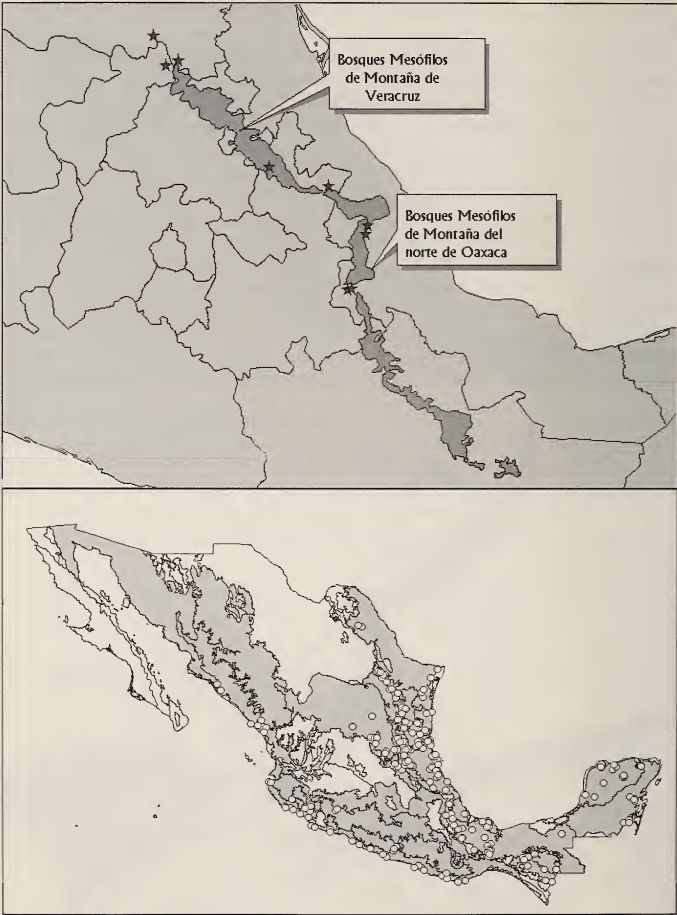 Bosques Mesófilos
de Montaña de
Veracruz
Bosques Mesófilos
de Montaña del
norte de Oaxaca